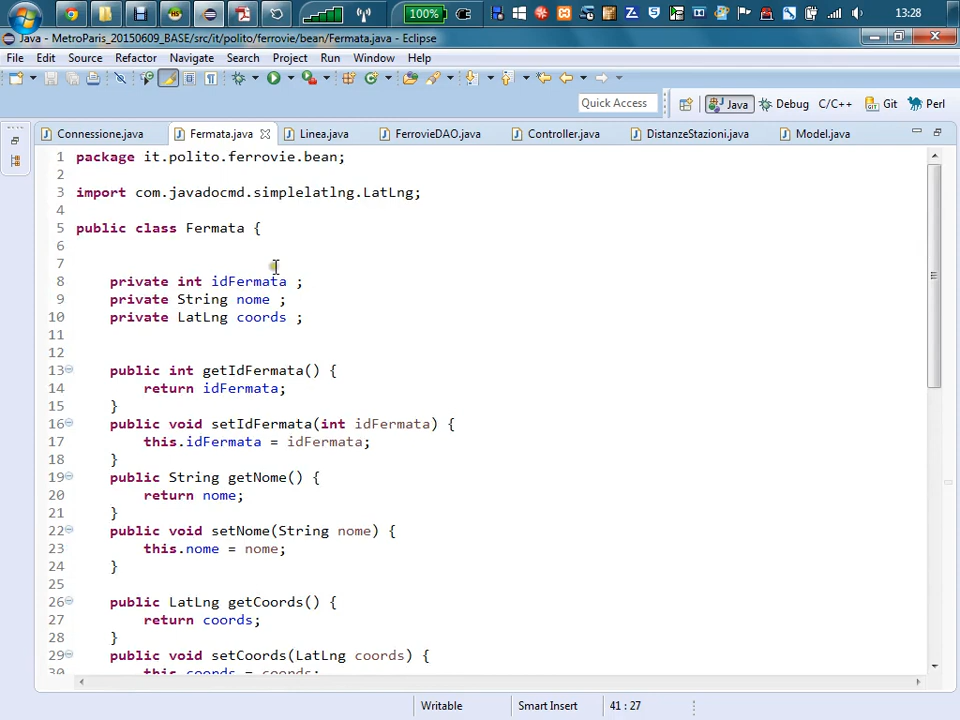 100%
13:28
Java - MetroParis_20150609_BASE/src/it/polito/ferrovie/bean/Fermata.java - Eclipse
File Edit Source Refactor Navigate Search Project Run Window Help
Quick Access Java Debug C/C++ Git Perl
Connessione.java Fermata.java Linea.java FerrovieDAO.java Controller.java DistanzeStazioni.java Model.java
1 package it.polito.ferrovie.bean;
2
3 import com.javadocmd.simplelatlng.LatLng;
4
5 public class Fermata {
6
7
8 private int idFermata ;
9 private String nome ;
10 private LatLng coords ;
11
12
13 public int getIdFermata() {
14 return idFermata;
15 }
16 public void setIdFermata(int idFermata) {
17 this.idFermata = idFermata;
18 }
19 public String getNome() {
20 return nome;
21 }
22 public void setNome(String nome) {
23 this.nome = nome;
24 }
25
26 public LatLng getCoords() {
27 return coords;
28 }
29 public void setCoords(LatLng coords) {
30 this.coords = coords;
Writable Smart Insert 41 : 27